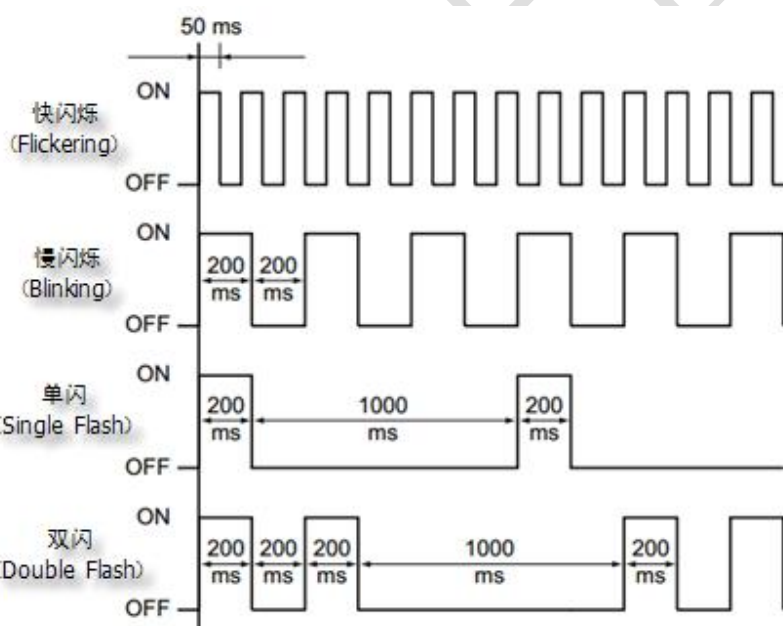 50 ms
ON
快闪烁
(Flickering)
OFF
ON
慢闪烁
(Blinking)
200 200
ms ms
OFF
ON
单闪
(Single Flash)
200 1000 200
ms ms ms
OFF
ON
双闪
(Double Flash)
200 200 200 1000 200
ms ms ms ms ms
OFF